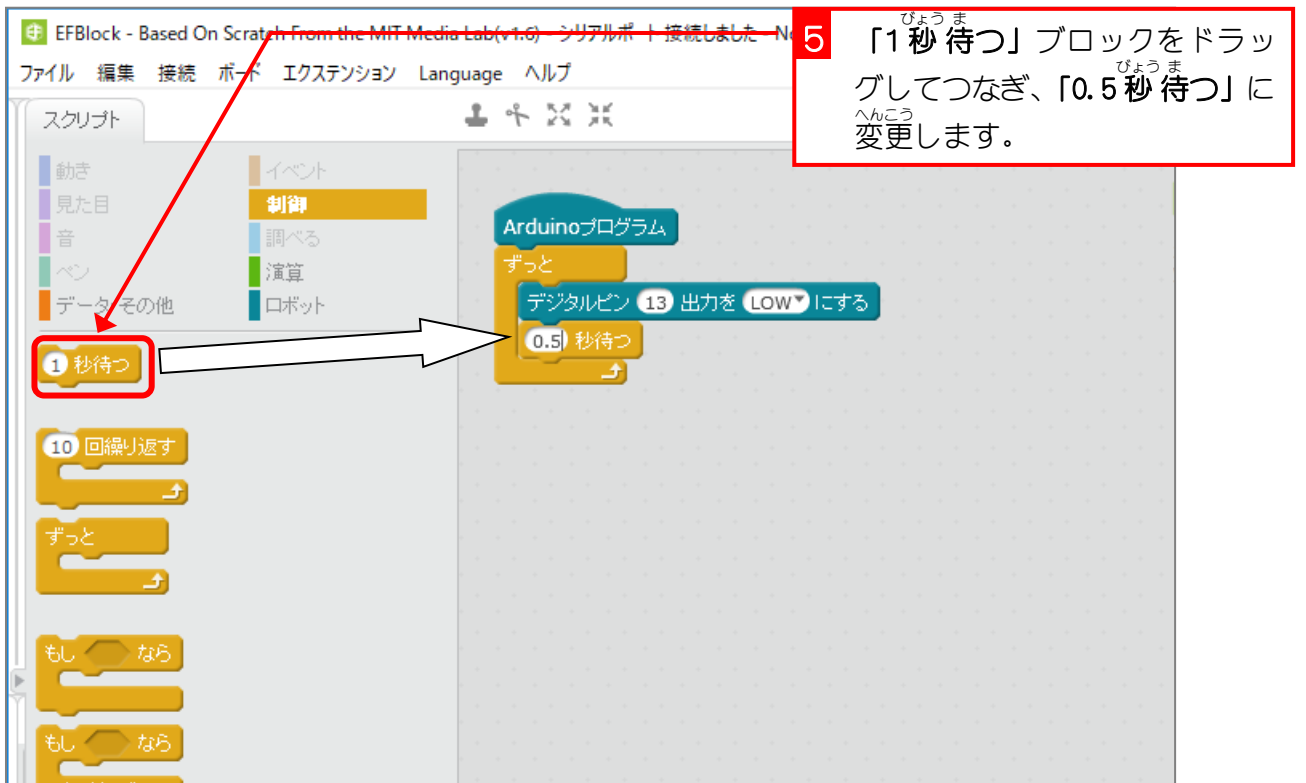 EFBlock - Based On Scratch From the MIT Media Lab(v1.6) - シリアルポート 接続しました - No
5
びょう ま
「1秒 待つ」ブロックをドラッ
グしてつなぎ、「0.5秒 待つ」に
びょう ま
変更します。
へんこう
ファイル 編集 接続 ボード エクステンション Language ヘルプ
スクリプト
動き イベント
見た目 制御
音 調べる
ペン 演算
データ その他 ロボット
1 秒待つ
10 回繰り返す
ずっと
もし なら
もし なら
Arduinoプログラム
ずっと
デジタルピン 13 出力を LOW にする
0.5 秒待つ